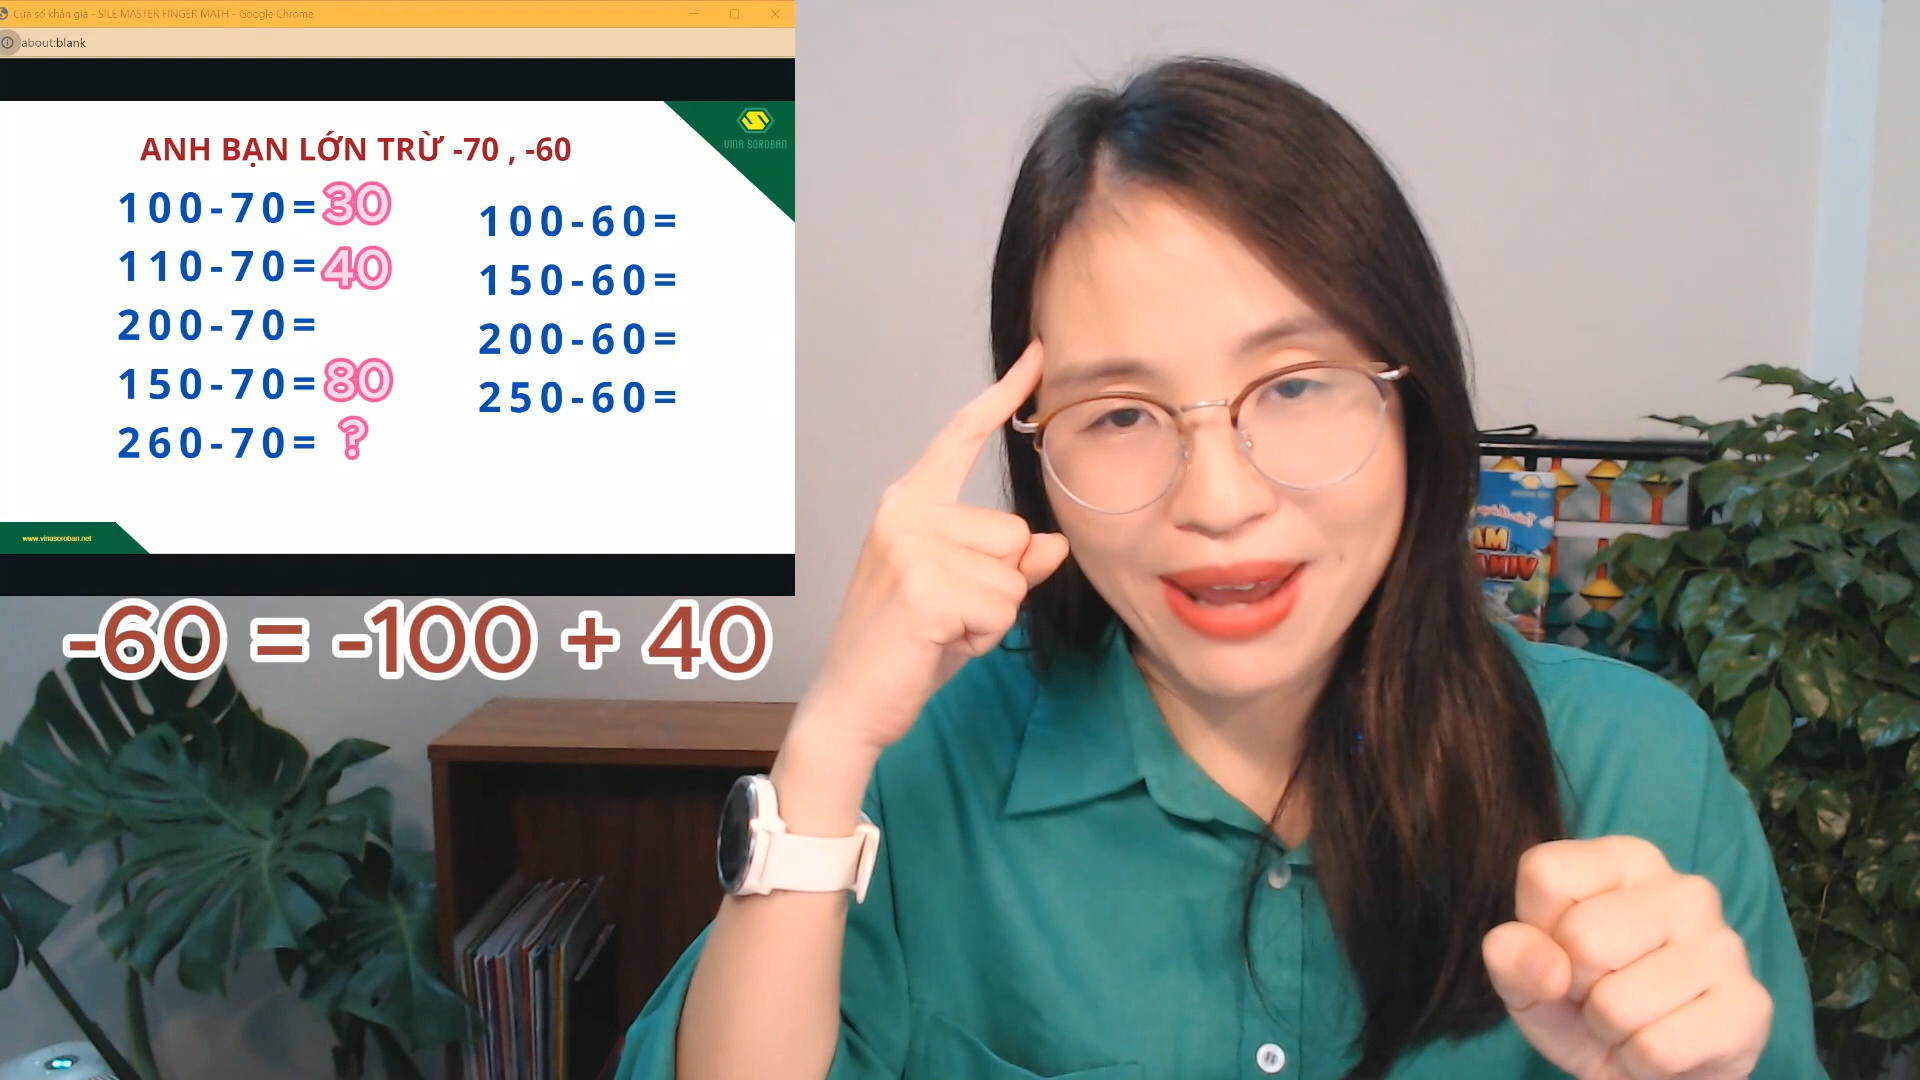 Cửa sổ khán giả - SILE MASTER FINGER MATH - Google Chrome
about:blank
VINA SOROBAN
ANH BẠN LỚN TRỪ -70 , -60
100-70=30
110-70=40
200-70=
150-70=80
260-70= ?
100-60=
150-60=
200-60=
250-60=
www.vinasoroban.net
-60 = -100 + 40